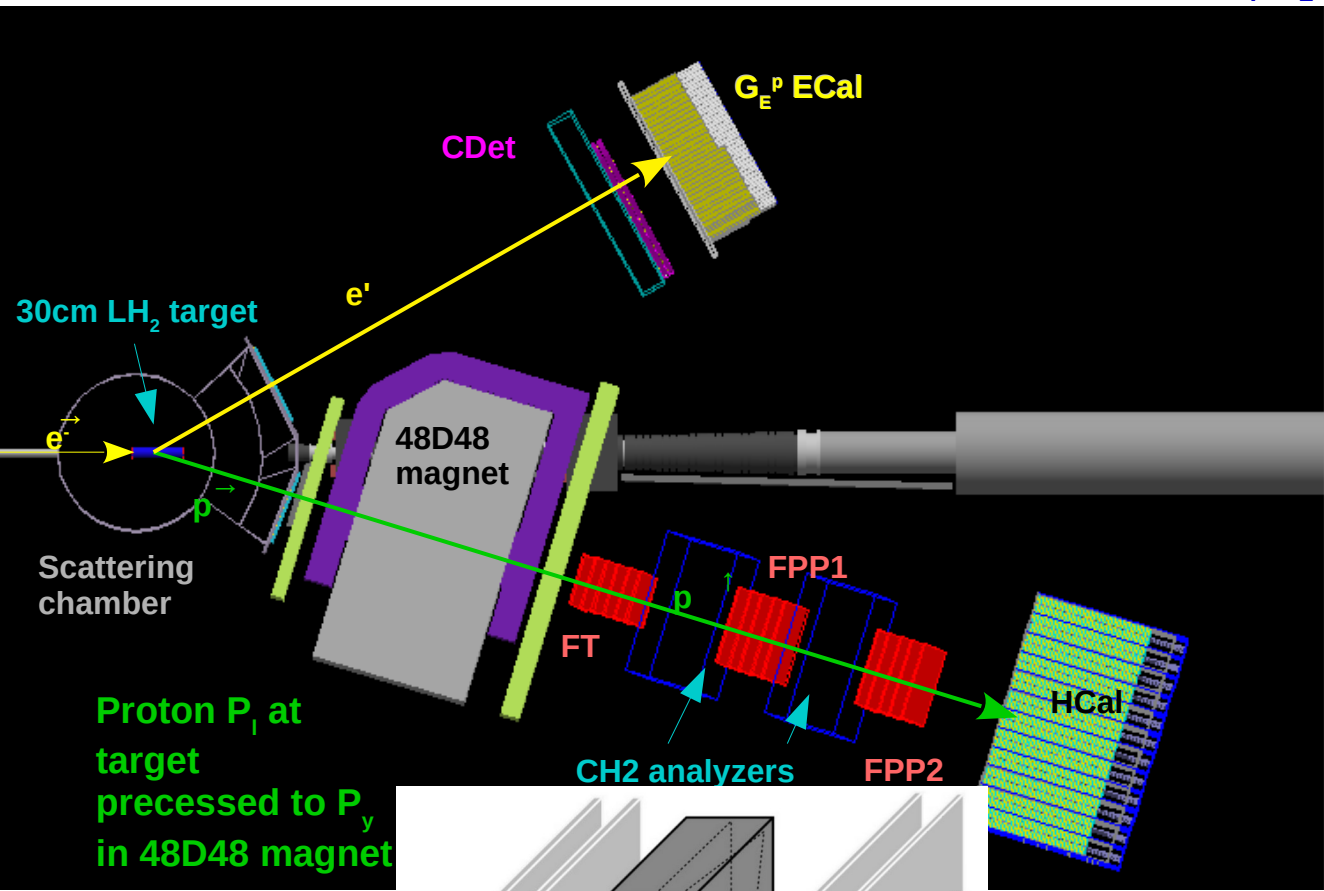 G_E^p ECal
CDet
e'
30cm LH₂ target
e⁻
48D48
magnet
p
Scattering
chamber
FPP1
p
FT
HCal
Proton P_l at
target
precessed to P_y
in 48D48 magnet
CH2 analyzers
FPP2